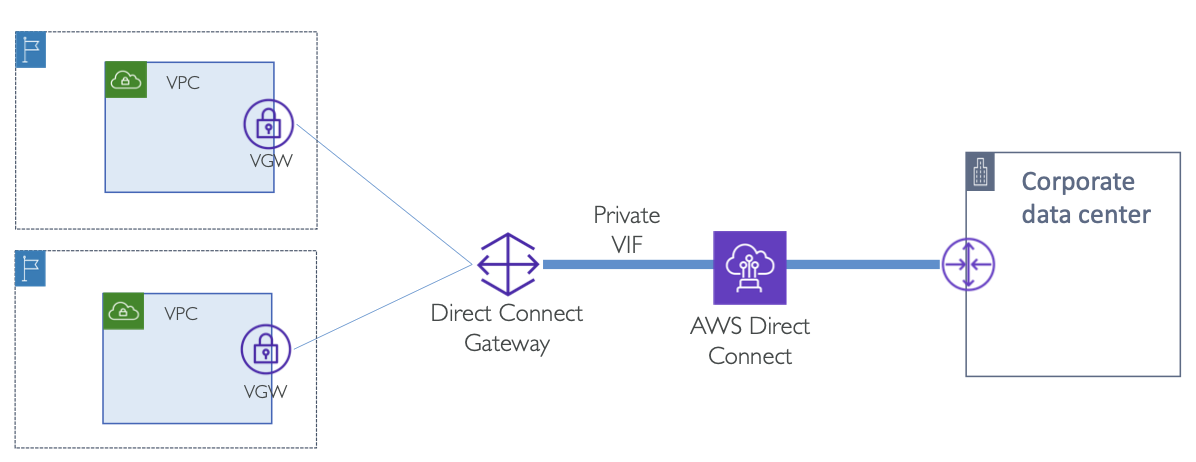 VPC
VGW
VPC
VGW
Direct Connect
Gateway
Private
VIF
AWS Direct
Connect
Corporate
data center